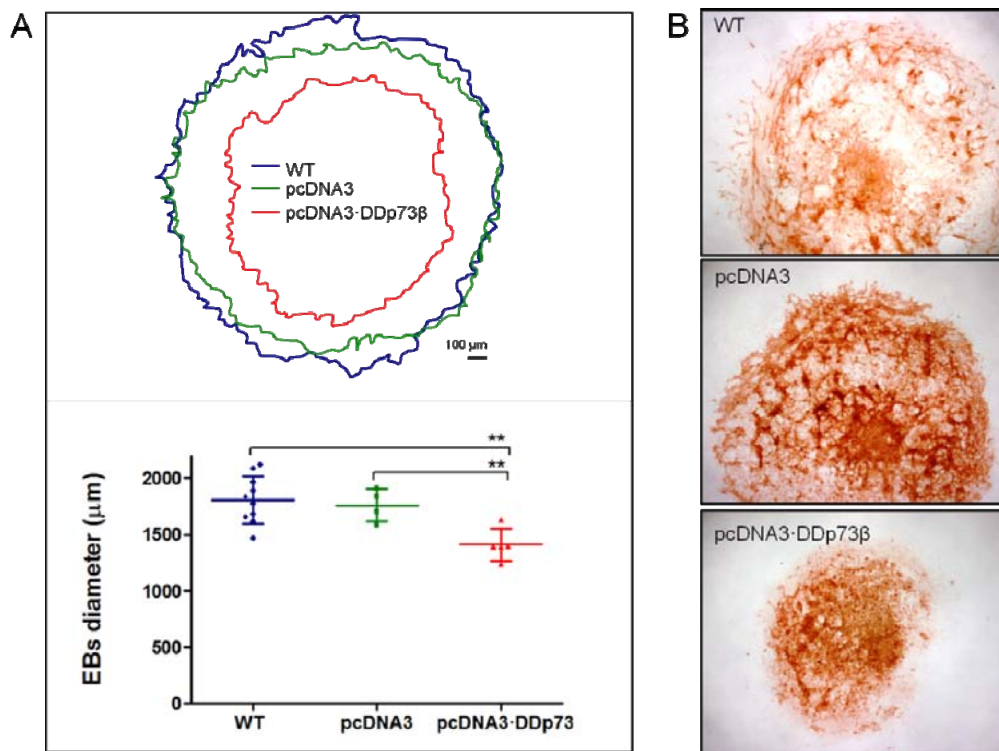 A
WT
pcDNA3
pcDNA3·DDp73β
100 µm
**
**
EBs diameter (µm)
2000
1500
1000
500
0
WT
pcDNA3
pcDNA3·DDp73
B
WT
pcDNA3
pcDNA3·DDp73β